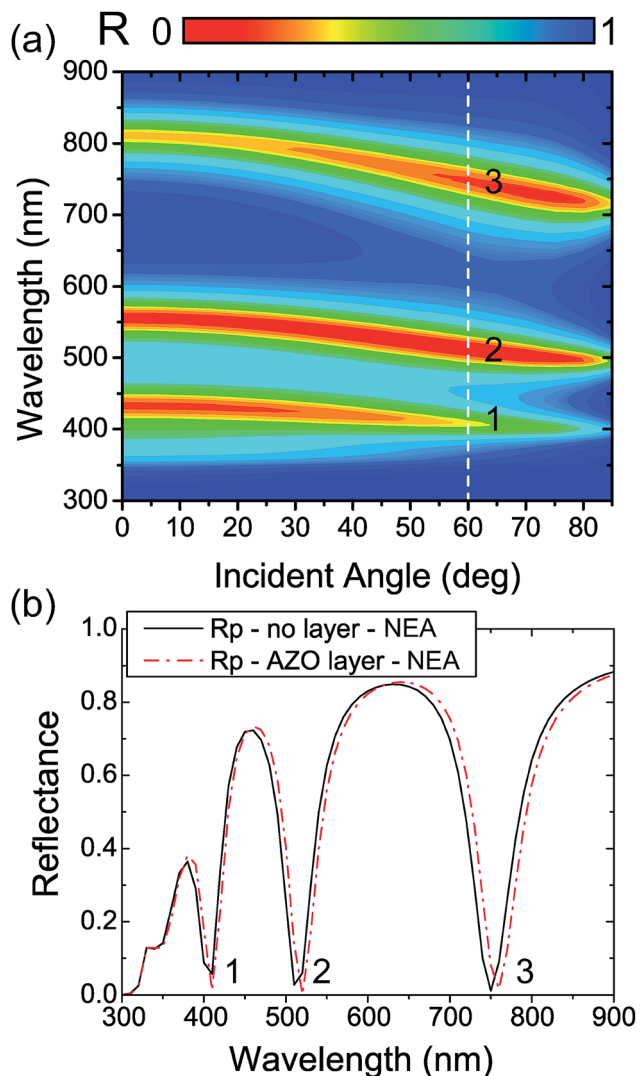 R 0 1
(a)
900
800
700
600
500
400
300
Wavelength (nm)
3
2
1
0 10 20 30 40 50 60 70 80
Incident Angle (deg)
(b)
Rp - no layer - NEA
Rp - AZO layer - NEA
1.0
0.8
0.6
0.4
0.2
0.0
Reflectance
1 2 3
300 400 500 600 700 800 900
Wavelength (nm)